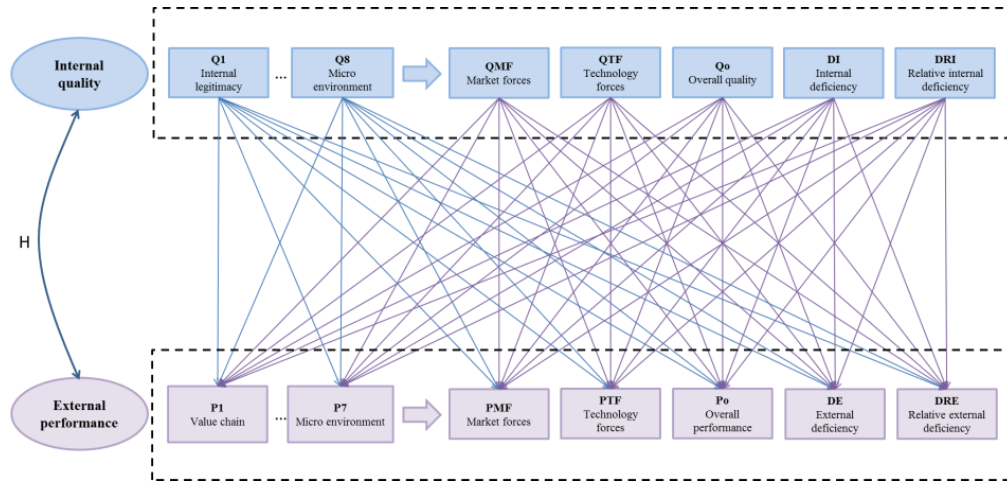 Internal
quality
Q1
Internal
legitimacy
...
Q8
Micro
environment
QMF
Market forces
QTF
Technology
forces
Qo
Overall quality
DI
Internal
deficiency
DRI
Relative internal
deficiency
H
External
performance
P1
Value chain
...
P7
Micro environment
PMF
Market forces
PTF
Technology
forces
Po
Overall
performance
DE
External
deficiency
DRE
Relative external
deficiency